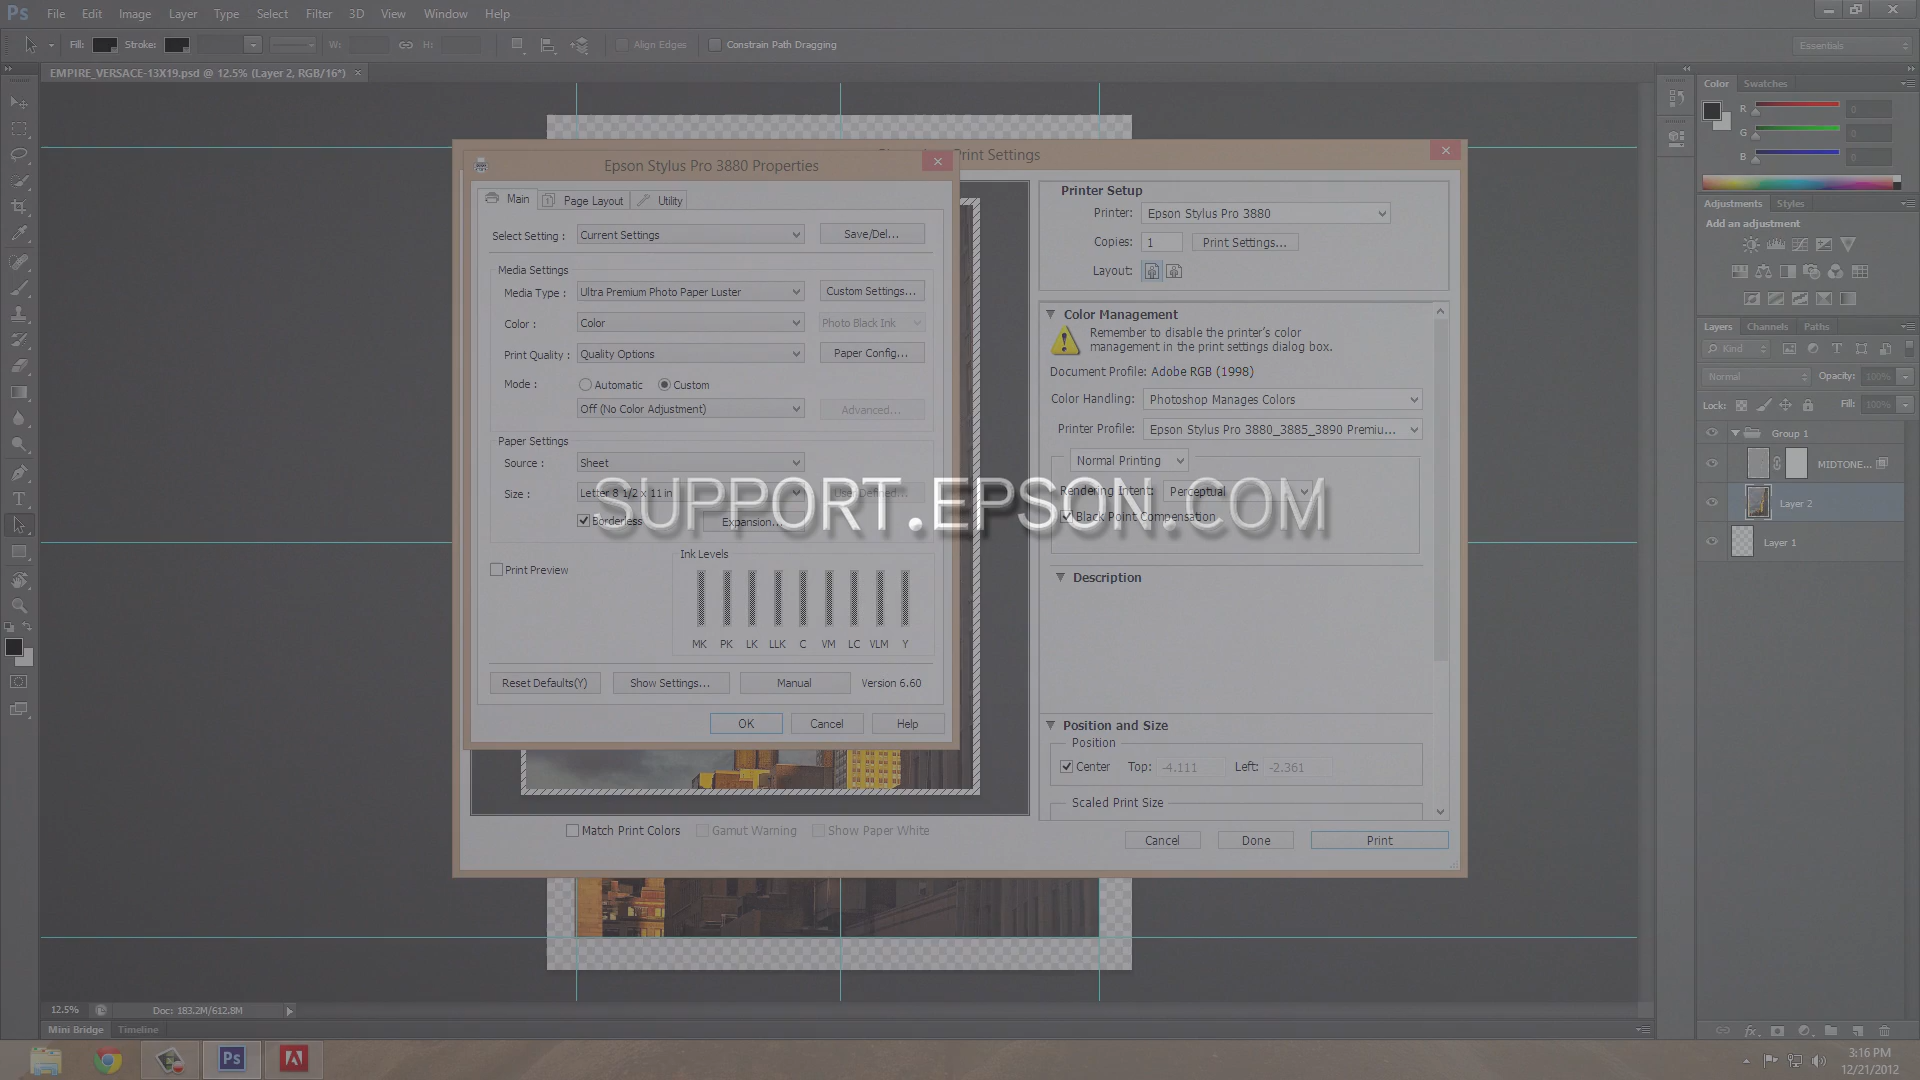 Ps File Edit Image Layer Type Select Filter 3D View Window Help
Fill: Stroke: W: H: Align Edges Constrain Path Dragging Essentials
EMPIRE_VERSACE-13X19.psd @ 12.5% (Layer 2, RGB/16*) ×
Epson Stylus Pro 3880 Properties
Main Page Layout Utility
Select Setting : Current Settings Save/Del...
Media Settings
Media Type : Ultra Premium Photo Paper Luster Custom Settings...
Color : Color Photo Black Ink
Print Quality : Quality Options Paper Config...
Mode : Automatic Custom
Off (No Color Adjustment) Advanced...
Paper Settings
Source : Sheet
Size : Letter 8 1/2 x 11 in User Defined...
Borderless Expansion...
Print Preview
Ink Levels
MK PK LK LLK C VM LC VLM Y
Reset Defaults(Y) Show Settings... Manual Version 6.60
OK Cancel Help
SUPPORT.EPSON.COM
Print Settings
Printer Setup
Printer: Epson Stylus Pro 3880
Copies: 1 Print Settings...
Layout:
Color Management
Remember to disable the printer's color
management in the print settings dialog box.
Document Profile: Adobe RGB (1998)
Color Handling: Photoshop Manages Colors
Printer Profile: Epson Stylus Pro 3880_3885_3890 Premiu...
Normal Printing
Rendering Intent: Perceptual
Black Point Compensation
Description
Position and Size
Position
Center Top: -4.111 Left: -2.361
Scaled Print Size
Match Print Colors Gamut Warning Show Paper White
Cancel Done Print
Color Swatches
R 0
G 0
B 0
Adjustments Styles
Add an adjustment
Layers Channels Paths
Kind
Normal Opacity: 100%
Lock: Fill: 100%
Group 1
MIDTONE...
Layer 2
Layer 1
12.5% Doc: 183.2M/612.8M
Mini Bridge Timeline
Ps
3:16 PM
12/21/2012